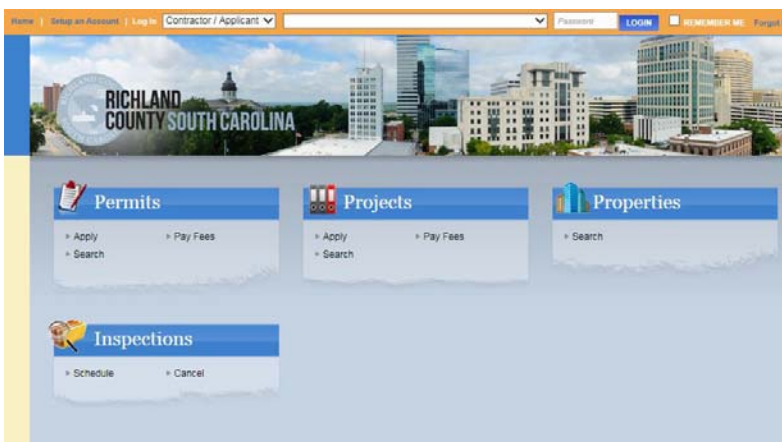 Home | Setup an Account | Log In Contractor / Applicant Password LOGIN REMEMBER ME Forgot
RICHLAND
COUNTY SOUTH CAROLINA
Permits
Apply Pay Fees
Search
Projects
Apply Pay Fees
Search
Properties
Search
Inspections
Schedule Cancel